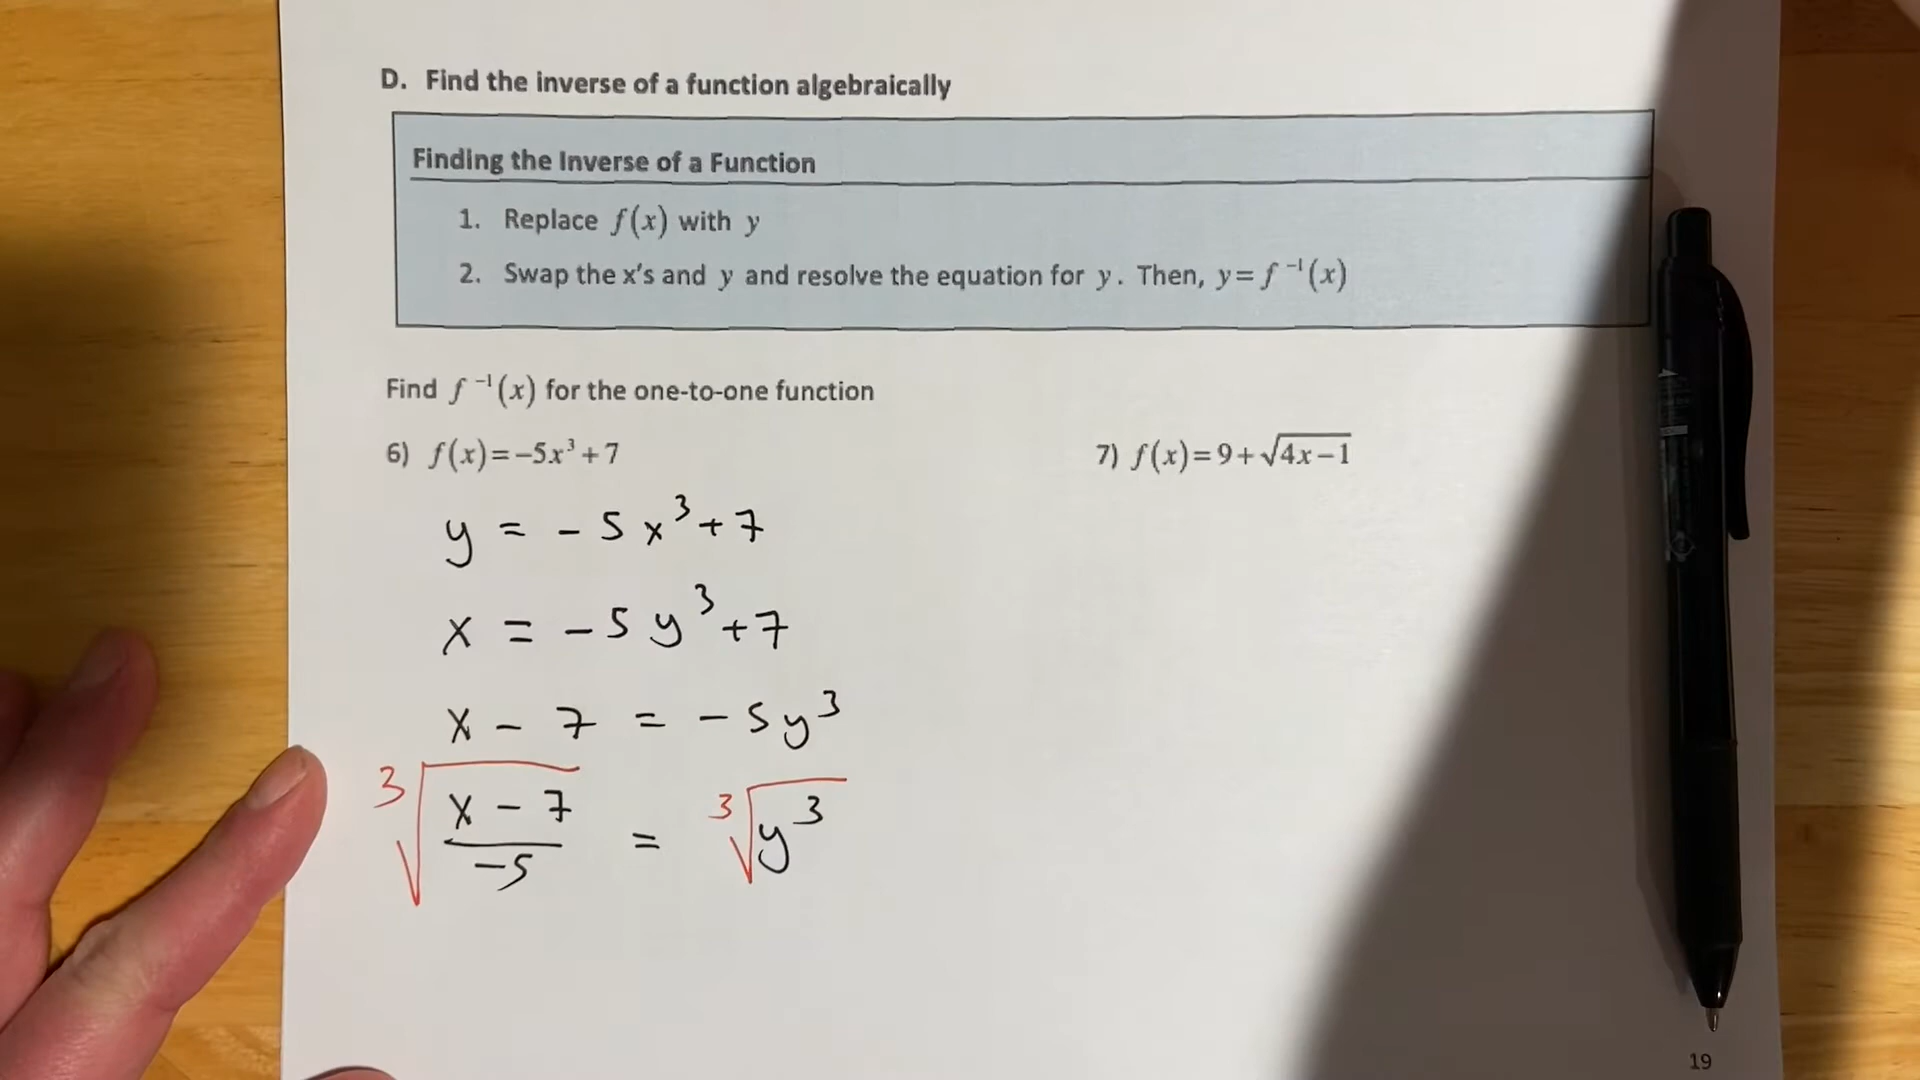 D. Find the inverse of a function algebraically
Finding the Inverse of a Function
1. Replace f(x) with y
2. Swap the x's and y and resolve the equation for y. Then, y=f⁻¹(x)
Find f⁻¹(x) for the one-to-one function
6) f(x)=−5x³+7
y = −5x³+7
x = −5y³+7
x − 7 = −5y³
∛((x − 7)/(−5)) = ∛(y³)
7) f(x)=9+√(4x−1)
19